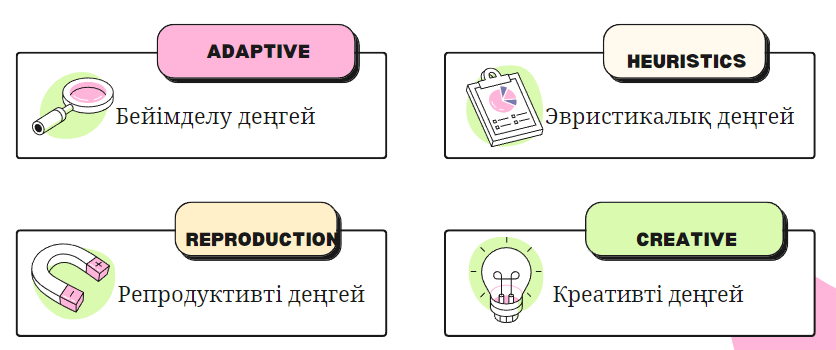 ADAPTIVE
Бейімделу деңгей
HEURISTICS
Эвристикалық деңгей
REPRODUCTION
Репродуктивті деңгей
CREATIVE
Креативті деңгей